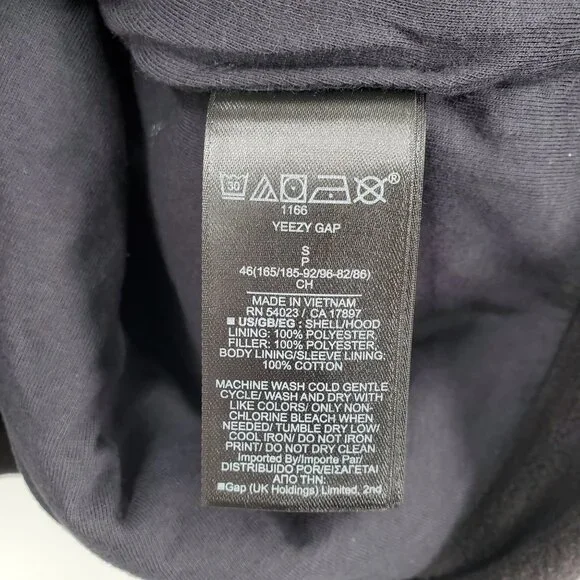 30 ®
1166
YEEZY GAP
S
P
46(165/185-92/96-82/86)
CH
MADE IN VIETNAM
RN 54023 / CA 17897
■ US/GB/EG : SHELL/HOOD
LINING: 100% POLYESTER,
FILLER: 100% POLYESTER,
BODY LINING/SLEEVE LINING:
100% COTTON
MACHINE WASH COLD GENTLE
CYCLE/ WASH AND DRY WITH
LIKE COLORS/ ONLY NON-
CHLORINE BLEACH WHEN
NEEDED/ TUMBLE DRY LOW/
COOL IRON/ DO NOT IRON
PRINT/ DO NOT DRY CLEAN
Imported By/Importe Par/
DISTRIBUIDO POR/ΕΙΣΑΓΕΤΑΙ
ΑΠΟ ΤΗΝ:
■Gap (UK Holdings) Limited, 2nd